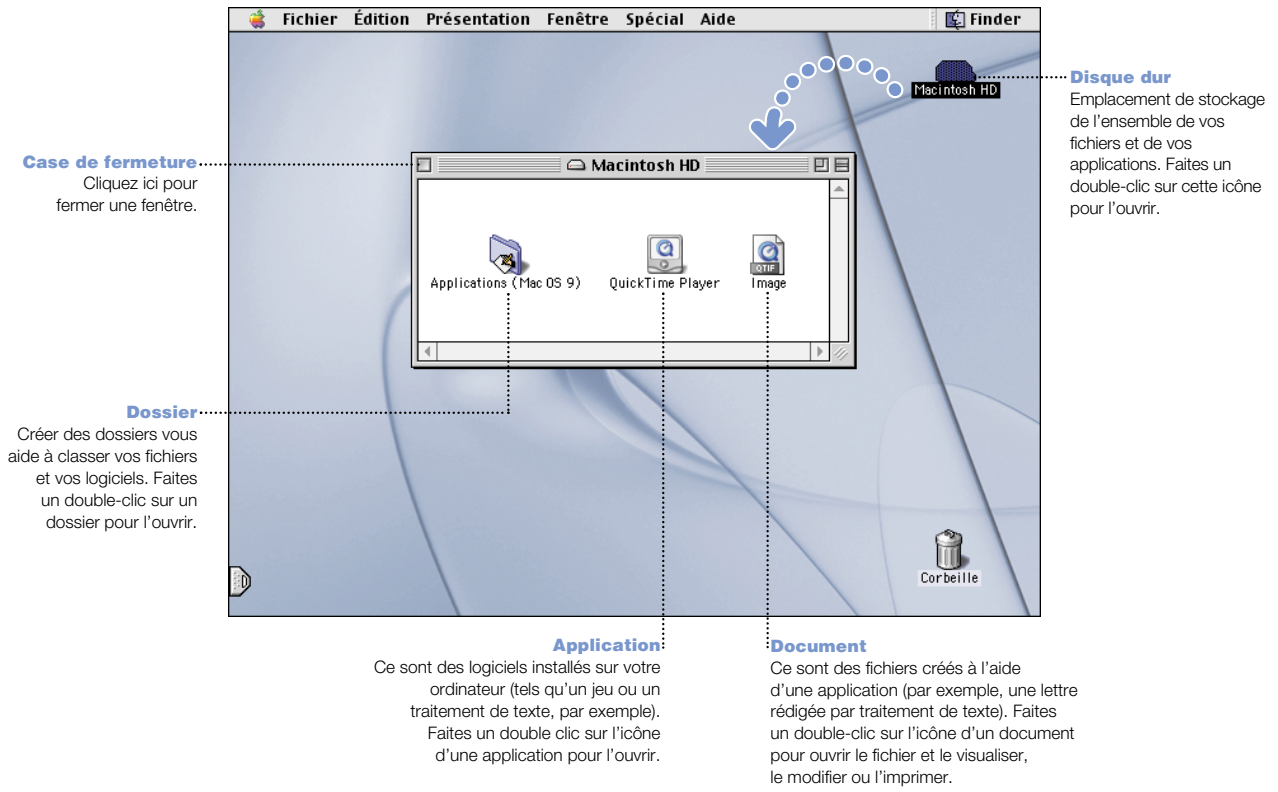 Fichier Édition Présentation Fenêtre Spécial Aide Finder
Macintosh HD
Disque dur
Emplacement de stockage
de l'ensemble de vos
fichiers et de vos
applications. Faites un
double-clic sur cette icône
pour l'ouvrir.
Case de fermeture
Cliquez ici pour
fermer une fenêtre.
Macintosh HD
Applications (Mac OS 9)
QuickTime Player
QTIF
Image
Dossier
Créer des dossiers vous
aide à classer vos fichiers
et vos logiciels. Faites
un double-clic sur un
dossier pour l'ouvrir.
Corbeille
Application
Ce sont des logiciels installés sur votre
ordinateur (tels qu'un jeu ou un
traitement de texte, par exemple).
Faites un double clic sur l'icône
d'une application pour l'ouvrir.
Document
Ce sont des fichiers créés à l'aide
d'une application (par exemple, une lettre
rédigée par traitement de texte). Faites
un double-clic sur l'icône d'un document
pour ouvrir le fichier et le visualiser,
le modifier ou l'imprimer.